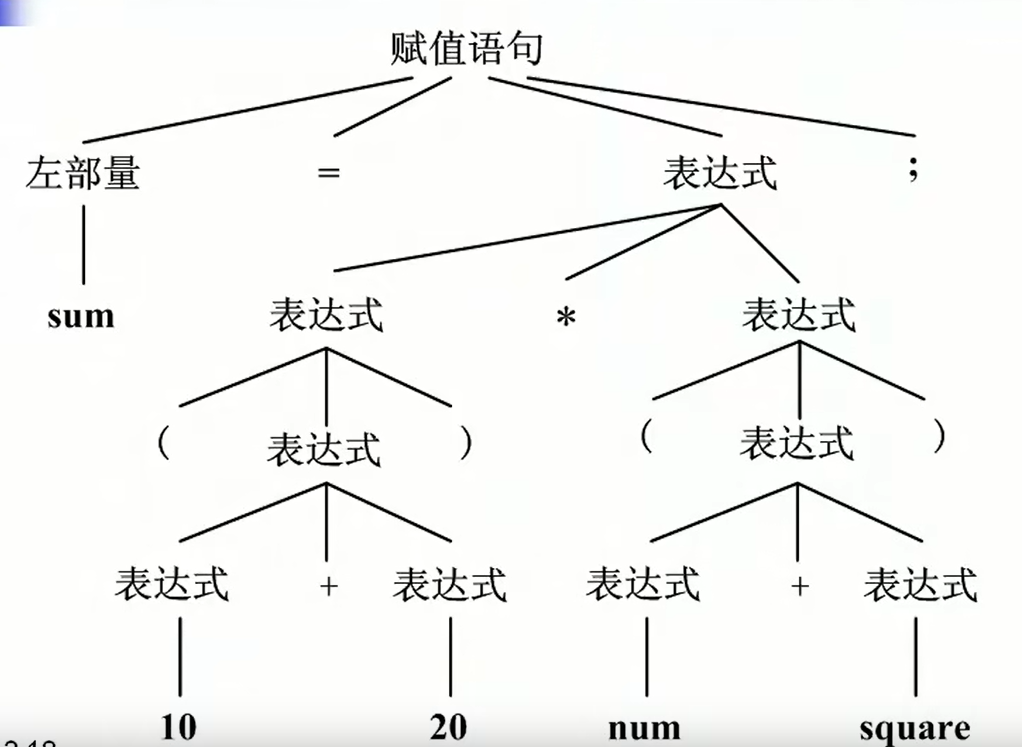 赋值语句
左部量 = 表达式 ;
sum 表达式 * 表达式
( 表达式 ) ( 表达式 )
表达式 + 表达式 表达式 + 表达式
10 20 num square